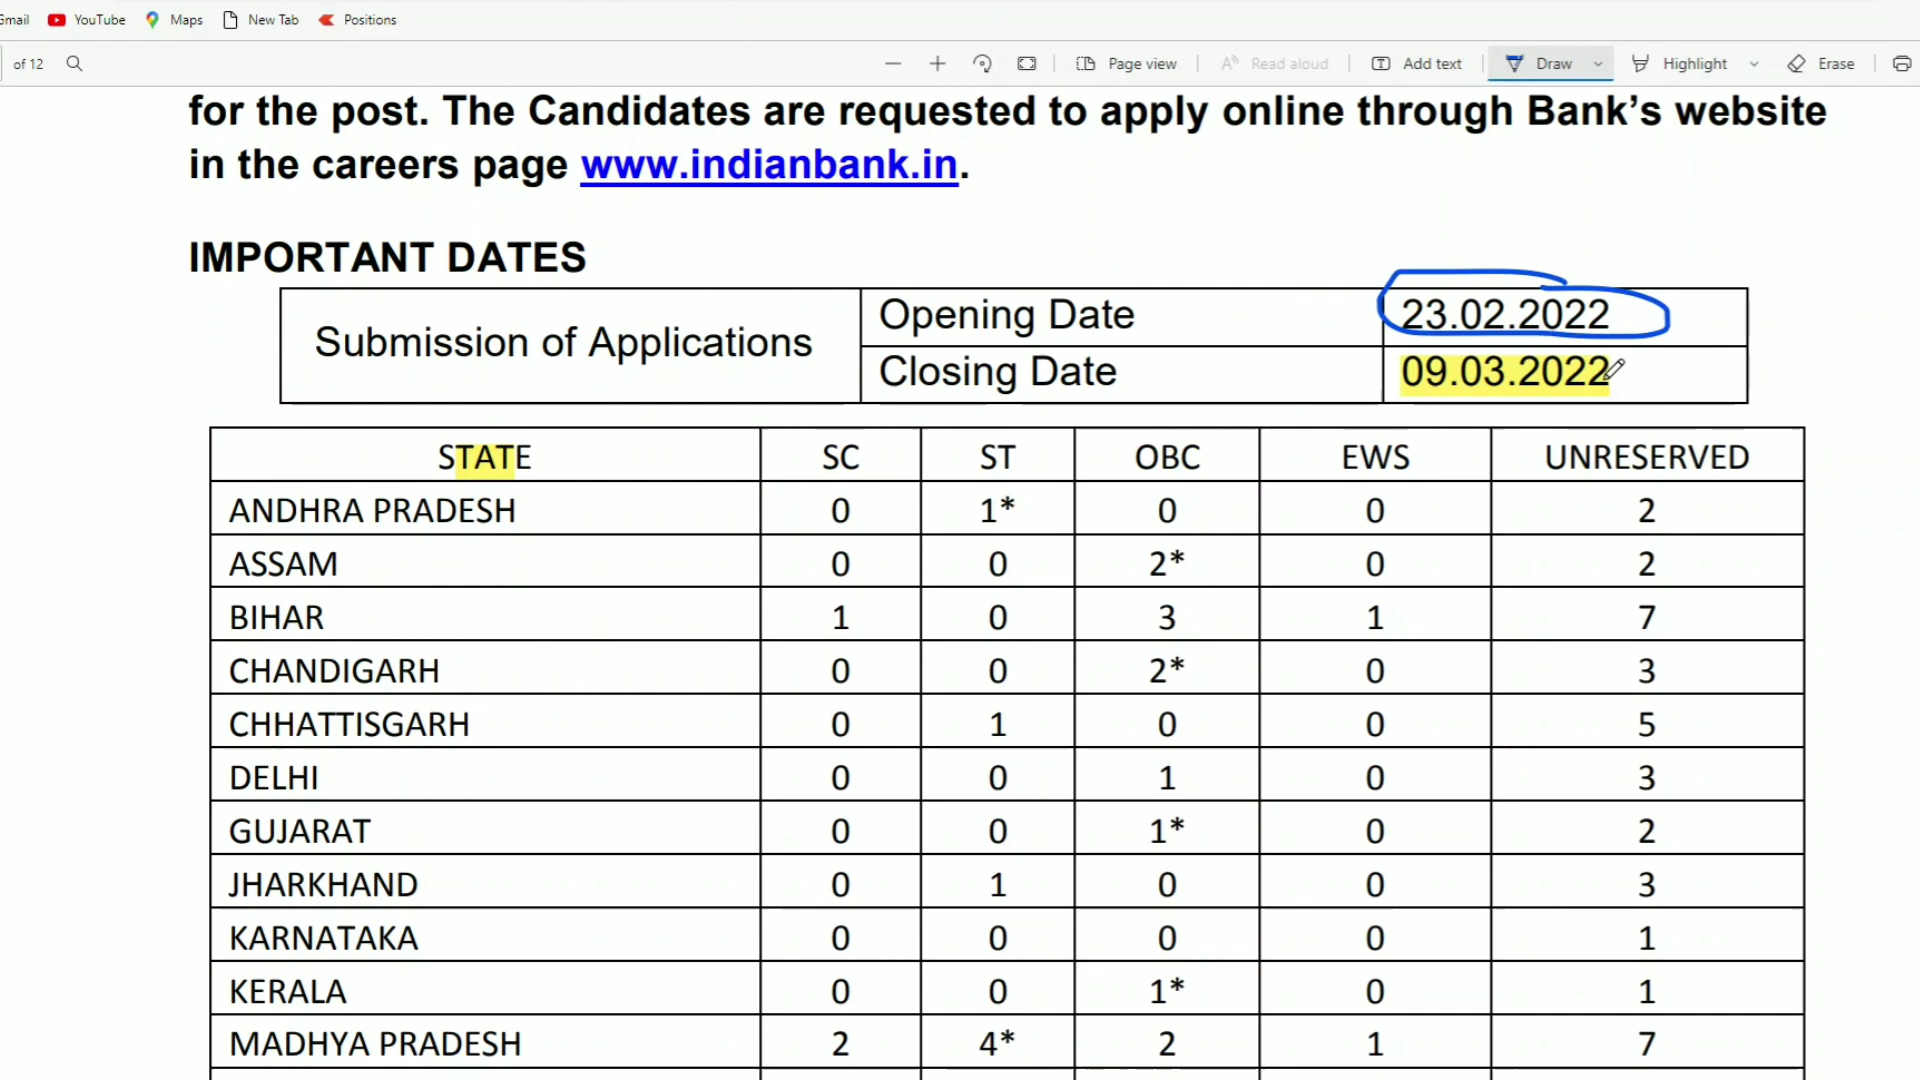 Gmail YouTube Maps New Tab Positions
of 12 Page view Read aloud Add text Draw Highlight Erase
for the post. The Candidates are requested to apply online through Bank’s website
in the careers page www.indianbank.in.
IMPORTANT DATES
Submission of Applications
Opening Date 23.02.2022
Closing Date 09.03.2022
STATE SC ST OBC EWS UNRESERVED
ANDHRA PRADESH 0 1* 0 0 2
ASSAM 0 0 2* 0 2
BIHAR 1 0 3 1 7
CHANDIGARH 0 0 2* 0 3
CHHATTISGARH 0 1 0 0 5
DELHI 0 0 1 0 3
GUJARAT 0 0 1* 0 2
JHARKHAND 0 1 0 0 3
KARNATAKA 0 0 0 0 1
KERALA 0 0 1* 0 1
MADHYA PRADESH 2 4* 2 1 7